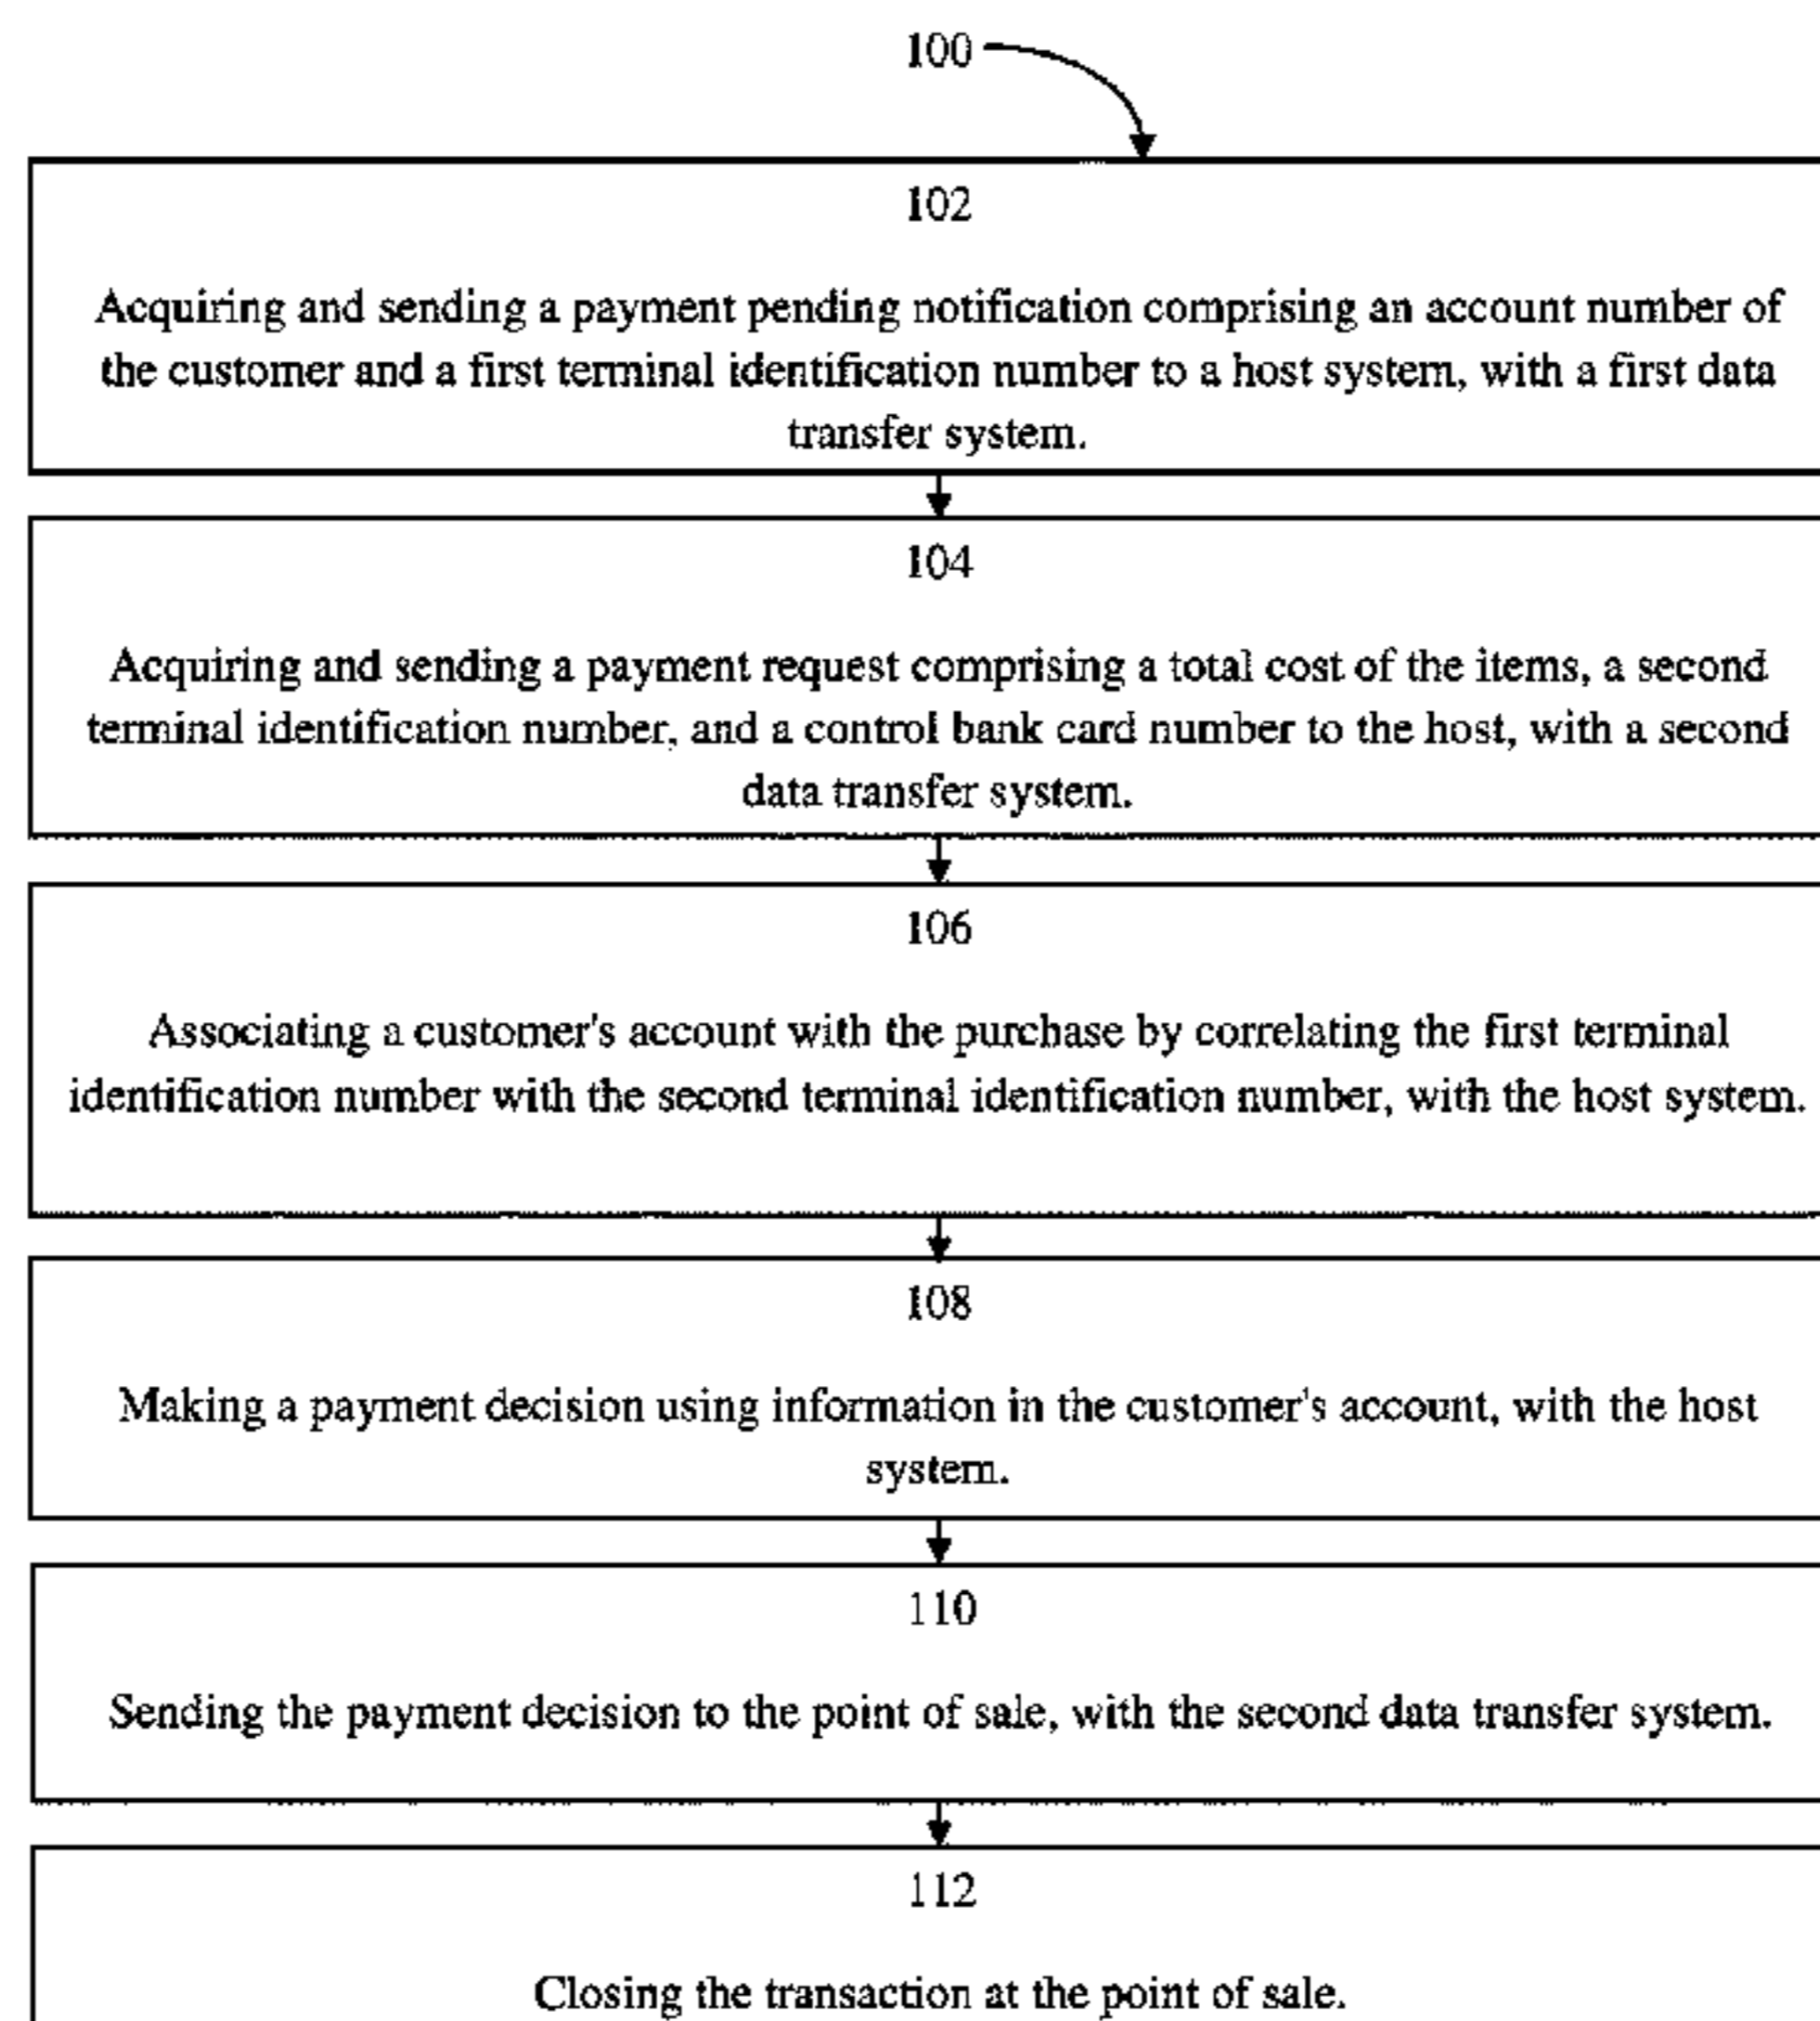 100
102
Acquiring and sending a payment pending notification comprising an account number of
the customer and a first terminal identification number to a host system, with a first data
transfer system.
104
Acquiring and sending a payment request comprising a total cost of the items, a second
terminal identification number, and a control bank card number to the host, with a second
data transfer system.
106
Associating a customer's account with the purchase by correlating the first terminal
identification number with the second terminal identification number, with the host system.
108
Making a payment decision using information in the customer's account, with the host
system.
110
Sending the payment decision to the point of sale, with the second data transfer system.
112
Closing the transaction at the point of sale.